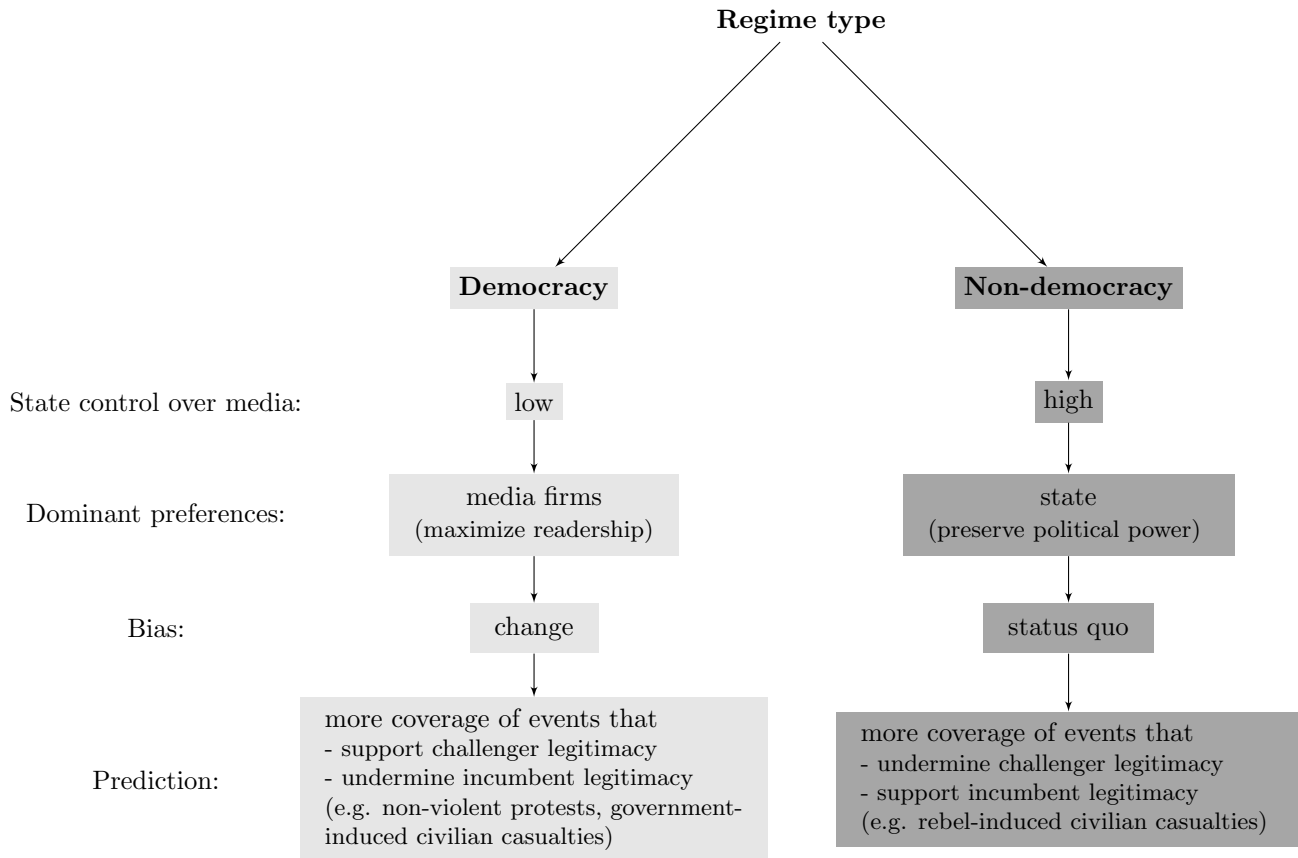 Regime type
Democracy
Non-democracy
State control over media:
low
high
Dominant preferences:
media firms
(maximize readership)
state
(preserve political power)
Bias:
change
status quo
Prediction:
more coverage of events that
- support challenger legitimacy
- undermine incumbent legitimacy
(e.g. non-violent protests, government-
induced civilian casualties)
more coverage of events that
- undermine challenger legitimacy
- support incumbent legitimacy
(e.g. rebel-induced civilian casualties)